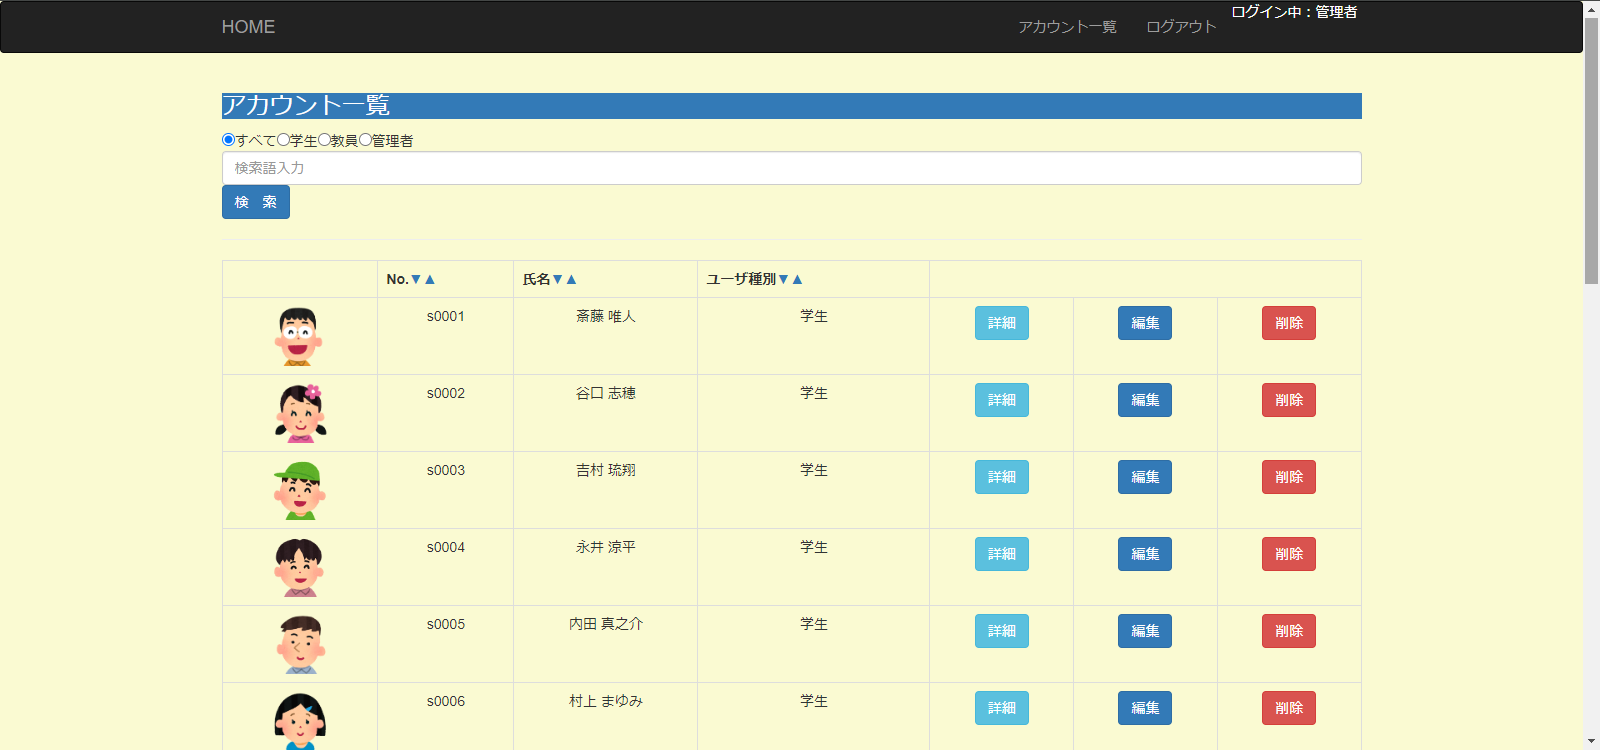 HOME アカウント一覧 ログアウト ログイン中：管理者
アカウント一覧
すべて学生教員管理者
検索語入力
検　索
No.▼▲ 氏名▼▲ ユーザ種別▼▲
s0001 斎藤 唯人 学生 詳細 編集 削除
s0002 谷口 志穂 学生 詳細 編集 削除
s0003 吉村 琉翔 学生 詳細 編集 削除
s0004 永井 涼平 学生 詳細 編集 削除
s0005 内田 真之介 学生 詳細 編集 削除
s0006 村上 まゆみ 学生 詳細 編集 削除